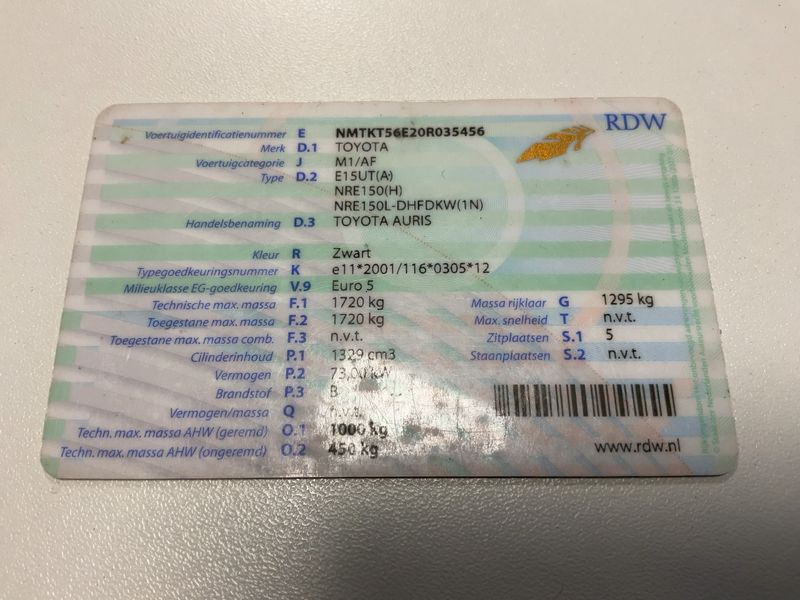 RDW
Voertuigidentificatienummer E NMTKT56E20R035456
Merk D.1 TOYOTA
Voertuigcategorie J M1/AF
Type D.2 E15UT(A)
NRE150(H)
NRE150L-DHFDKW(1N)
Handelsbenaming D.3 TOYOTA AURIS
Kleur R Zwart
Typegoedkeuringsnummer K e11*2001/116*0305*12
Milieuklasse EG-goedkeuring V.9 Euro 5
Technische max. massa F.1 1720 kg
Toegestane max. massa F.2 1720 kg
Toegestane max. massa comb. F.3 n.v.t.
Cilinderinhoud P.1 1329 cm3
Vermogen P.2 73,00 kW
Brandstof P.3 B
Vermogen/massa Q n.v.t.
Techn. max. massa AHW (geremd) O.1 1000 kg
Techn. max. massa AHW (ongeremd) O.2 450 kg
Massa rijklaar G 1295 kg
Max. snelheid T n.v.t.
Zitplaatsen S.1 5
Staanplaatsen S.2 n.v.t.
www.rdw.nl